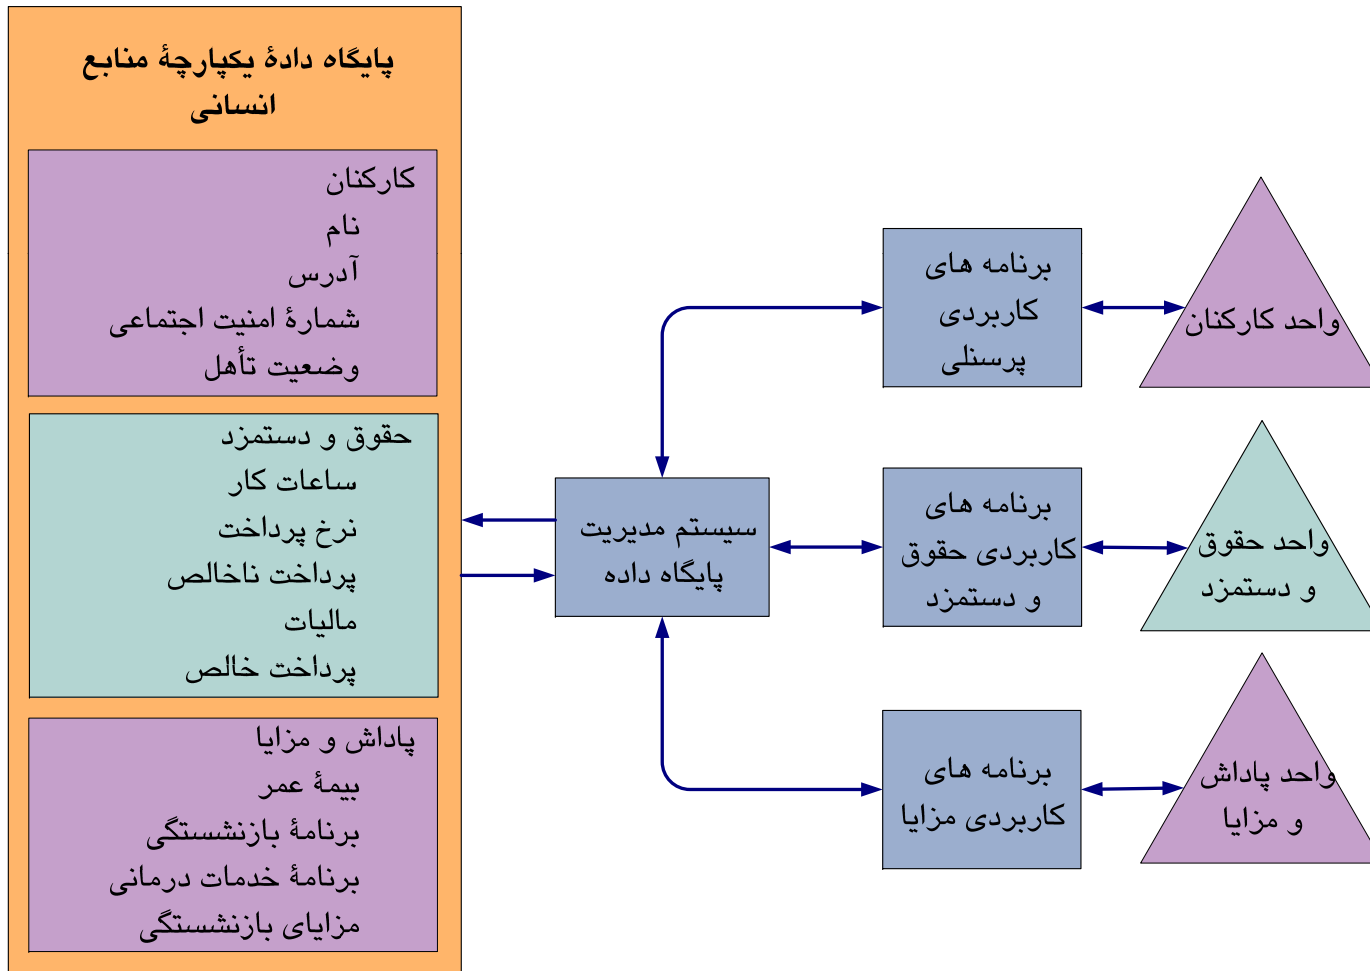 پایگاه دادهٔ یکپارچهٔ منابع
انسانی
کارکنان
نام
آدرس
شمارهٔ امنیت اجتماعی
وضعیت تأهل
حقوق و دستمزد
ساعات کار
نرخ پرداخت
پرداخت ناخالص
مالیات
پرداخت خالص
پاداش و مزایا
بیمهٔ عمر
برنامهٔ بازنشستگی
برنامهٔ خدمات درمانی
مزایای بازنشستگی
سیستم مدیریت
پایگاه داده
برنامه های
کاربردی
پرسنلی
برنامه های
کاربردی حقوق
و دستمزد
برنامه های
کاربردی مزایا
واحد کارکنان
واحد حقوق
و دستمزد
واحد پاداش
و مزایا